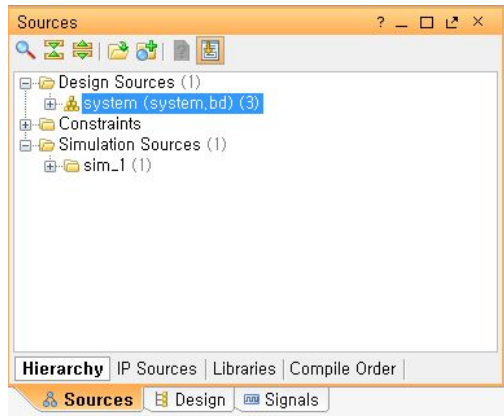 Sources
Design Sources (1)
system (system.bd) (3)
Constraints
Simulation Sources (1)
sim_1 (1)
Hierarchy IP Sources Libraries Compile Order
Sources Design Signals